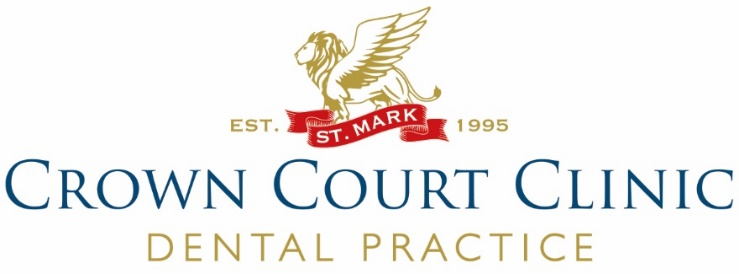 EST. ST. MARK 1995
CROWN COURT CLINIC
DENTAL PRACTICE